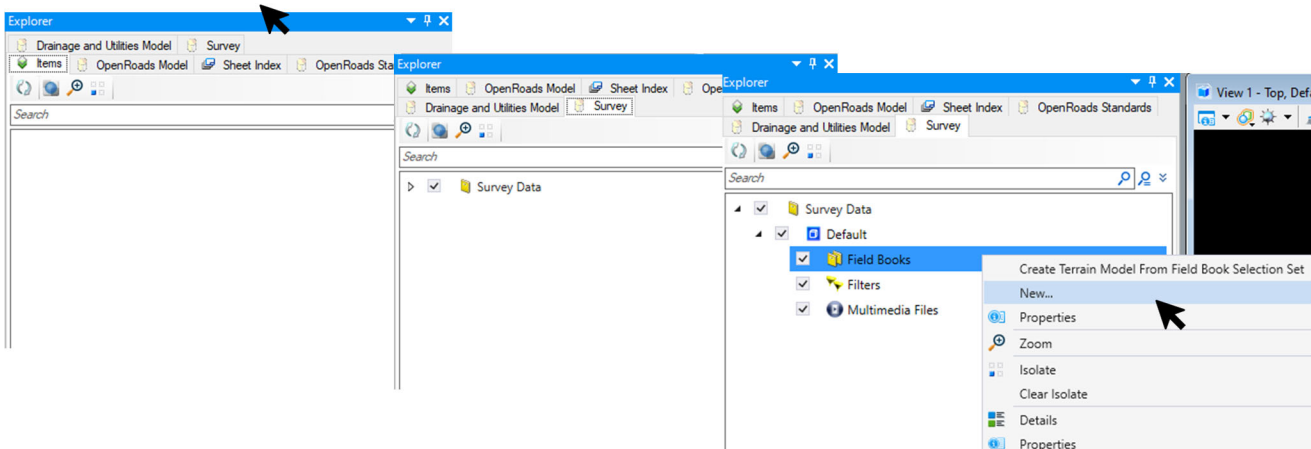 Explorer
Drainage and Utilities Model Survey
Items OpenRoads Model Sheet Index OpenRoads Sta
Search
Explorer
Items OpenRoads Model Sheet Index Ope
Drainage and Utilities Model Survey
Search
Survey Data
Explorer
Items OpenRoads Model Sheet Index OpenRoads Standards
Drainage and Utilities Model Survey
Search
Survey Data
Default
Field Books
Filters
Multimedia Files
View 1 - Top, Defa
Create Terrain Model From Field Book Selection Set
New...
Properties
Zoom
Isolate
Clear Isolate
Details
Properties